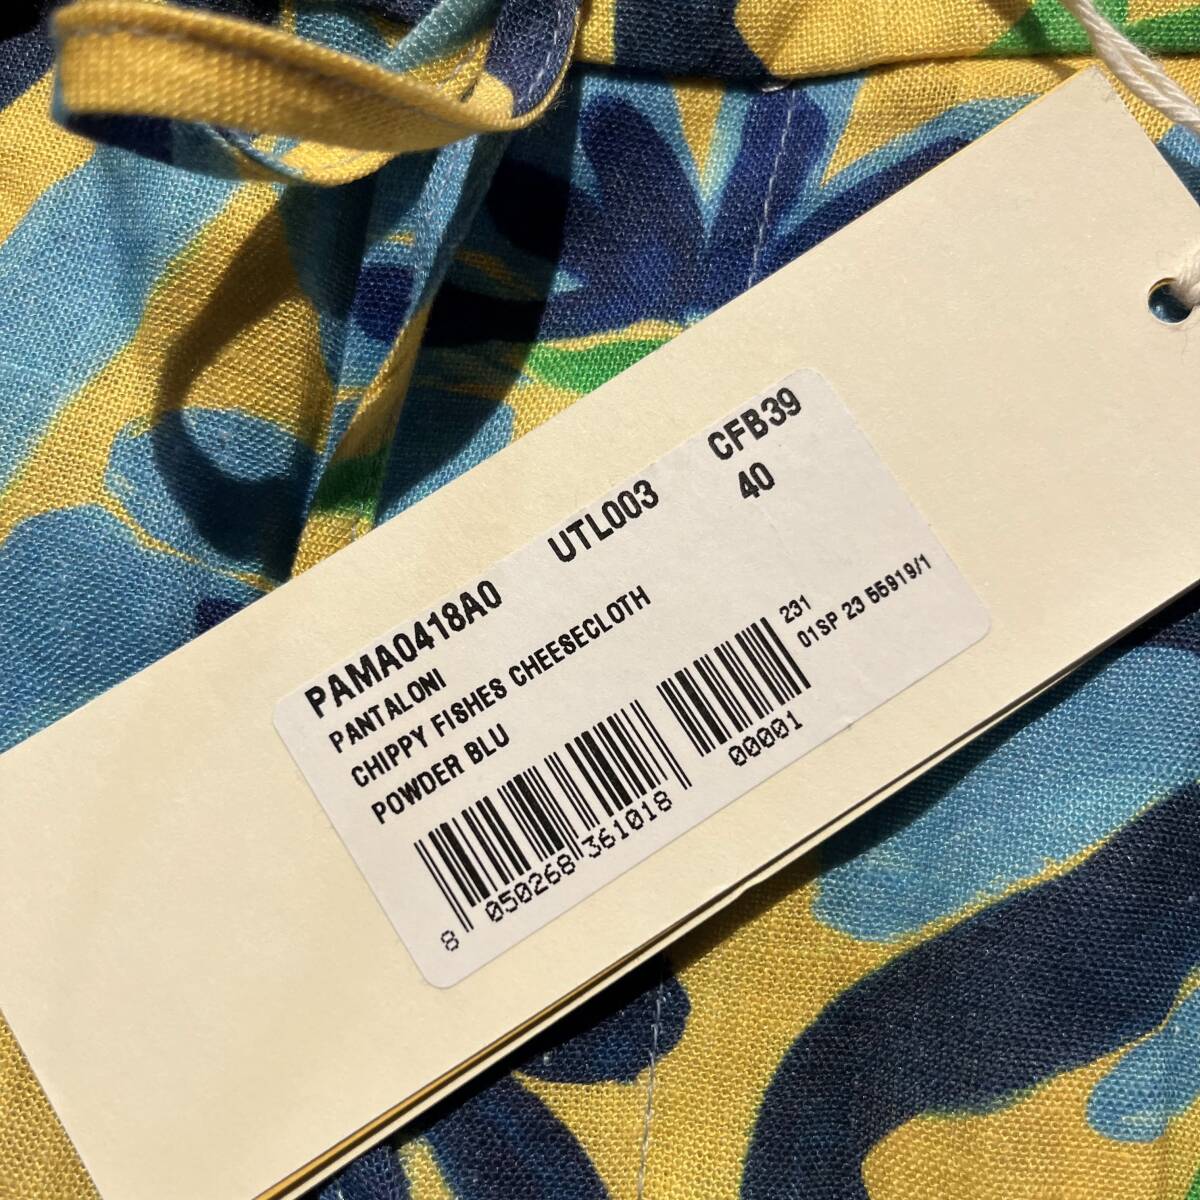 PAMA0418A0 UTL003 CFB39
PANTALONI 40
CHIPPY FISHES CHEESECLOTH
POWDER BLU
231
01SP 23 55919/1
8 050268 361018 00001